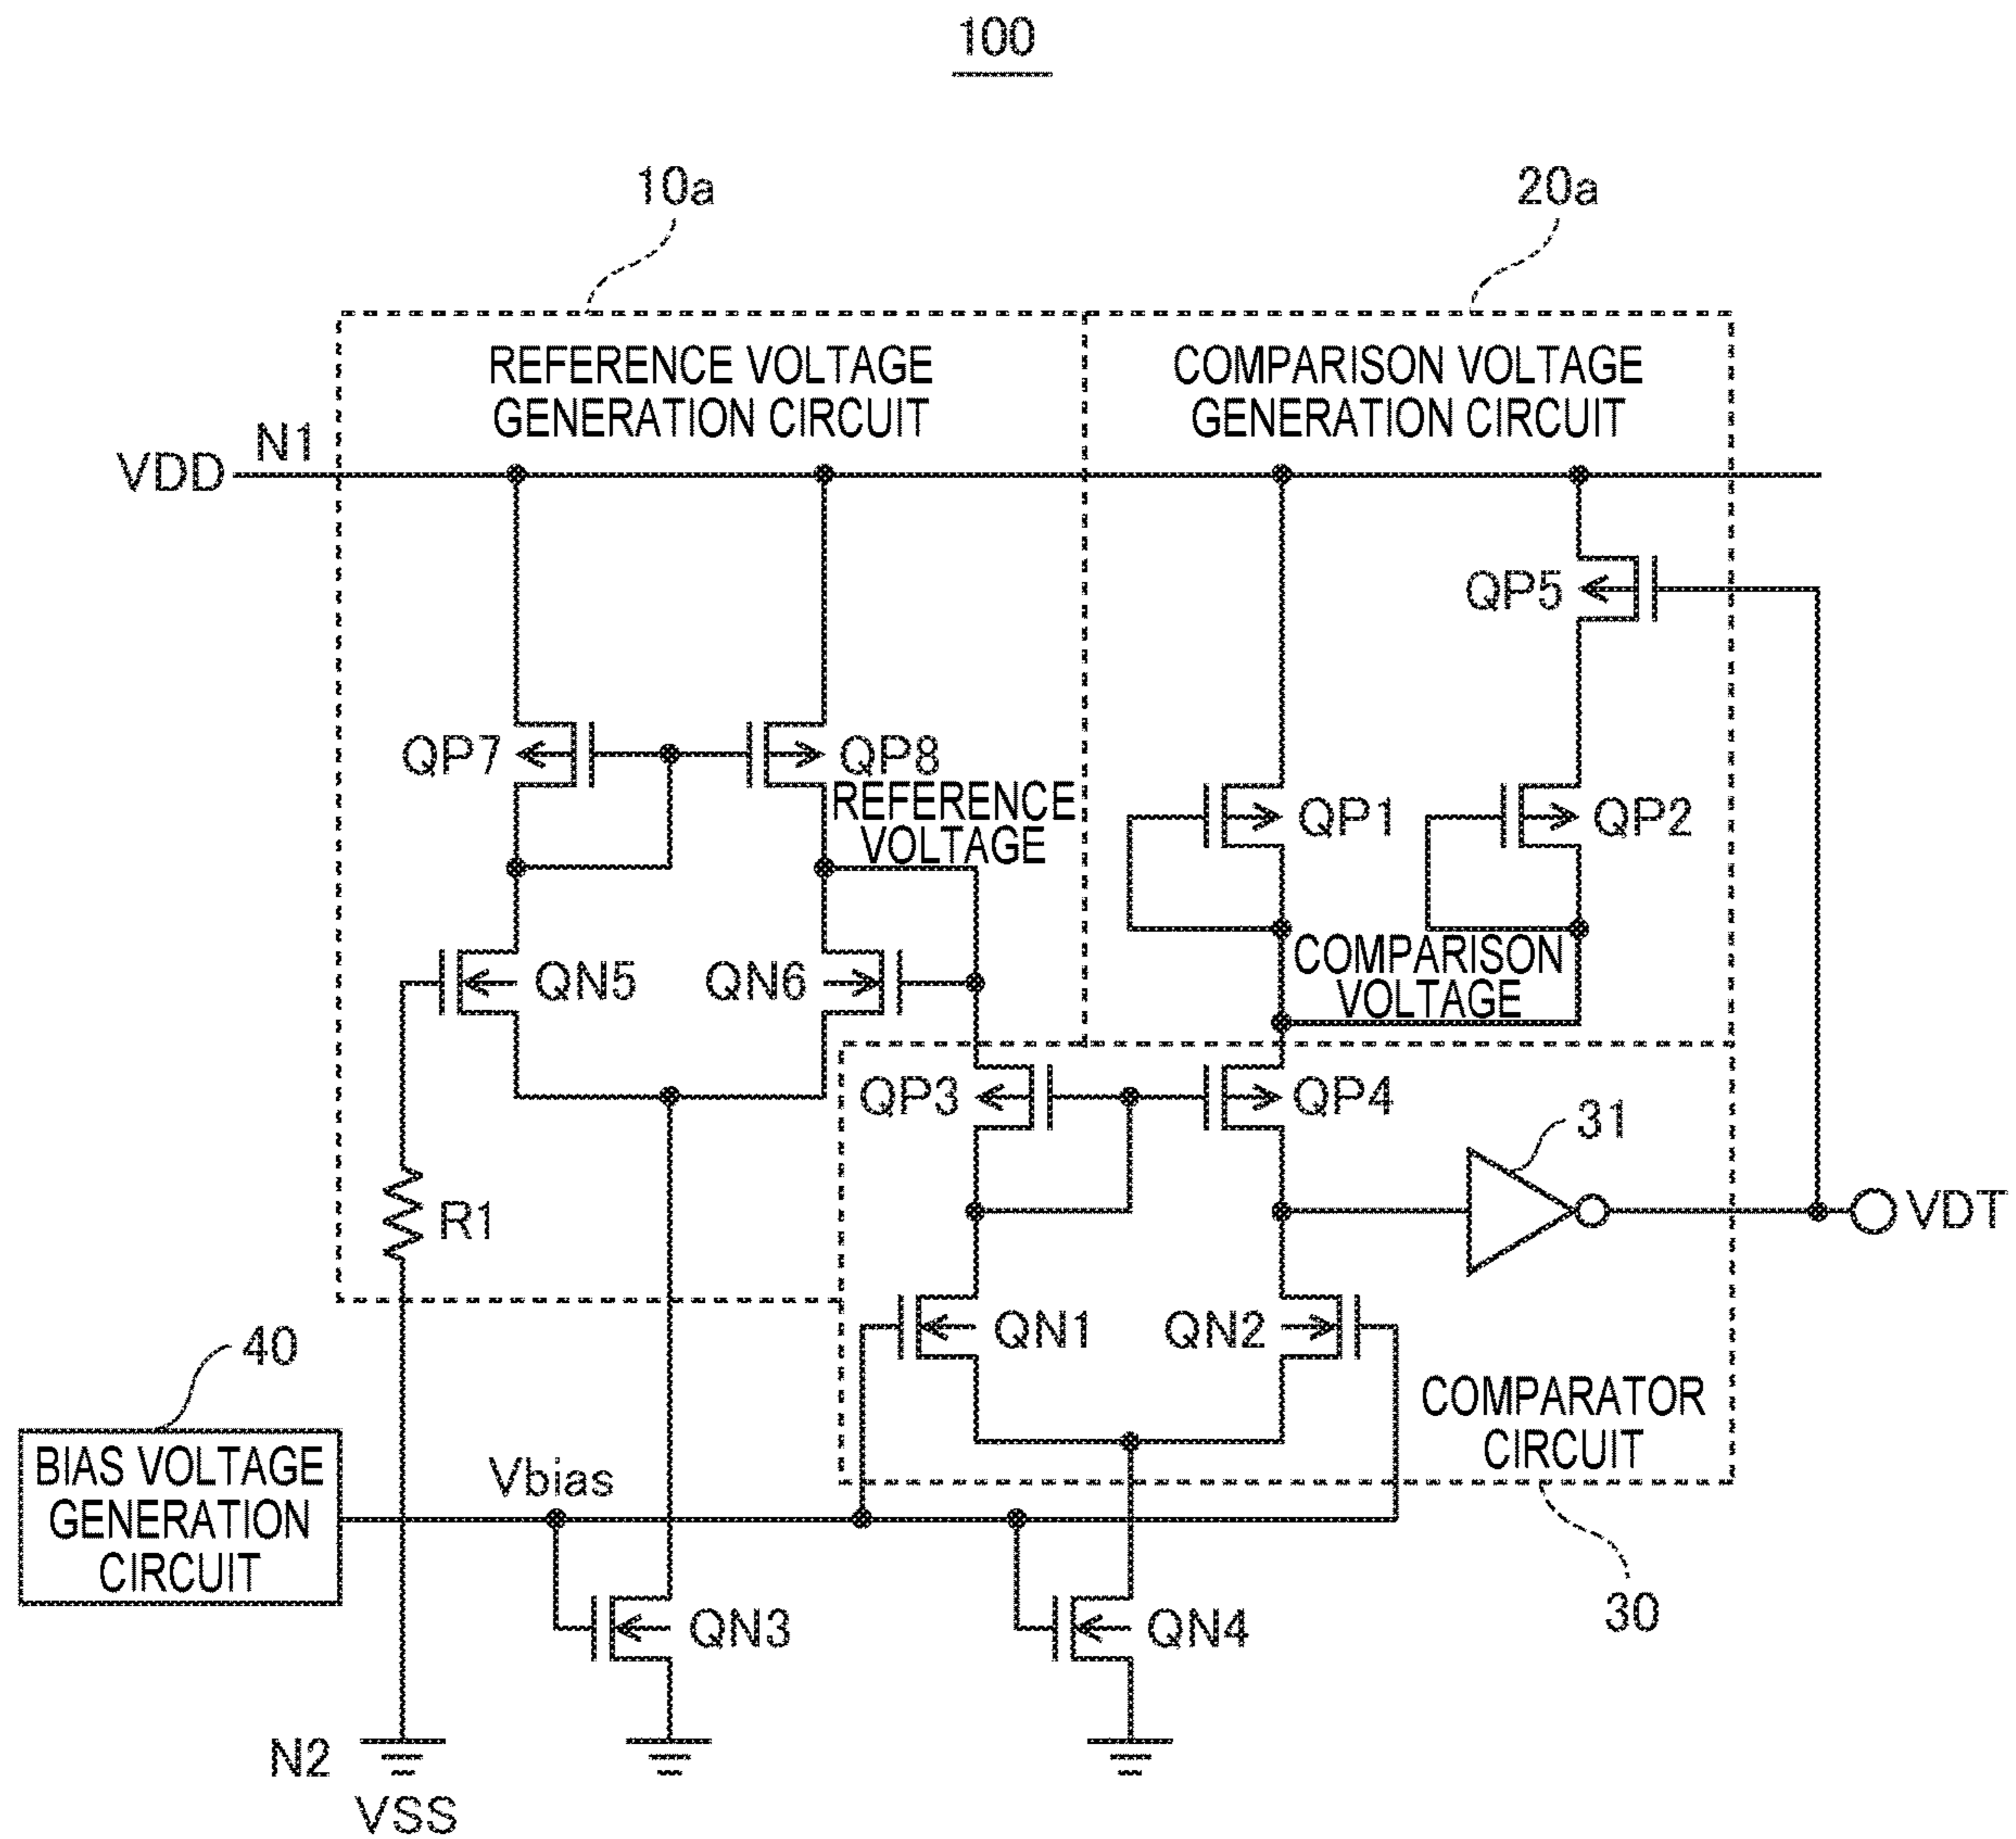 100
10a
20a
REFERENCE VOLTAGE
GENERATION CIRCUIT
COMPARISON VOLTAGE
GENERATION CIRCUIT
N1
VDD
QP5
QP7
QP8
REFERENCE
VOLTAGE
QP1
QP2
QN5
QN6
COMPARISON
VOLTAGE
QP3
QP4
31
R1
VDT
QN1
QN2
40
COMPARATOR
CIRCUIT
BIAS VOLTAGE
GENERATION
CIRCUIT
Vbias
30
QN3
QN4
N2
VSS